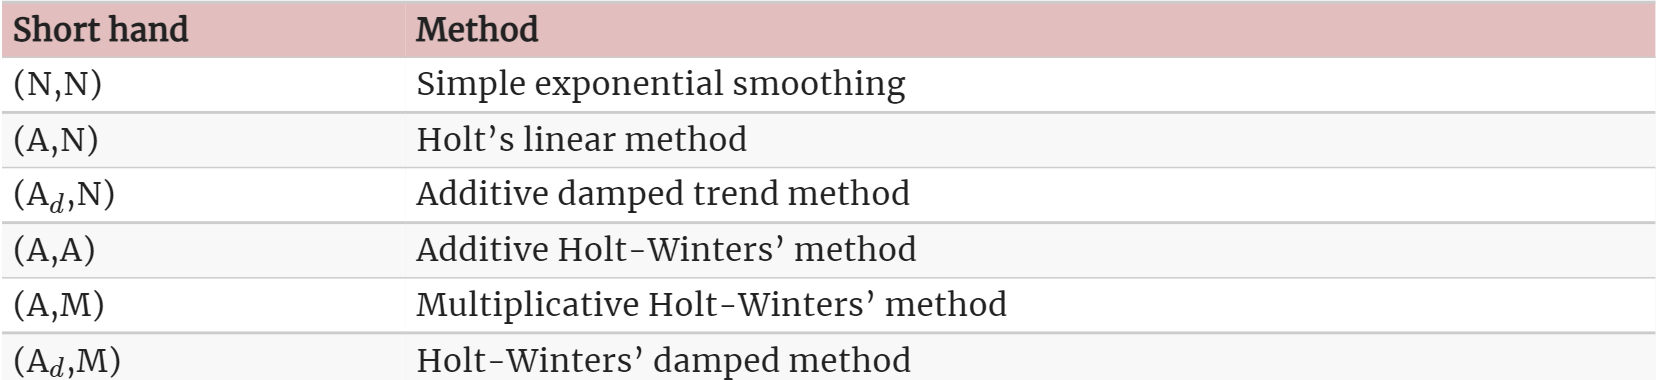 Short hand Method
(N,N) Simple exponential smoothing
(A,N) Holt’s linear method
(A_d,N) Additive damped trend method
(A,A) Additive Holt-Winters’ method
(A,M) Multiplicative Holt-Winters’ method
(A_d,M) Holt-Winters’ damped method